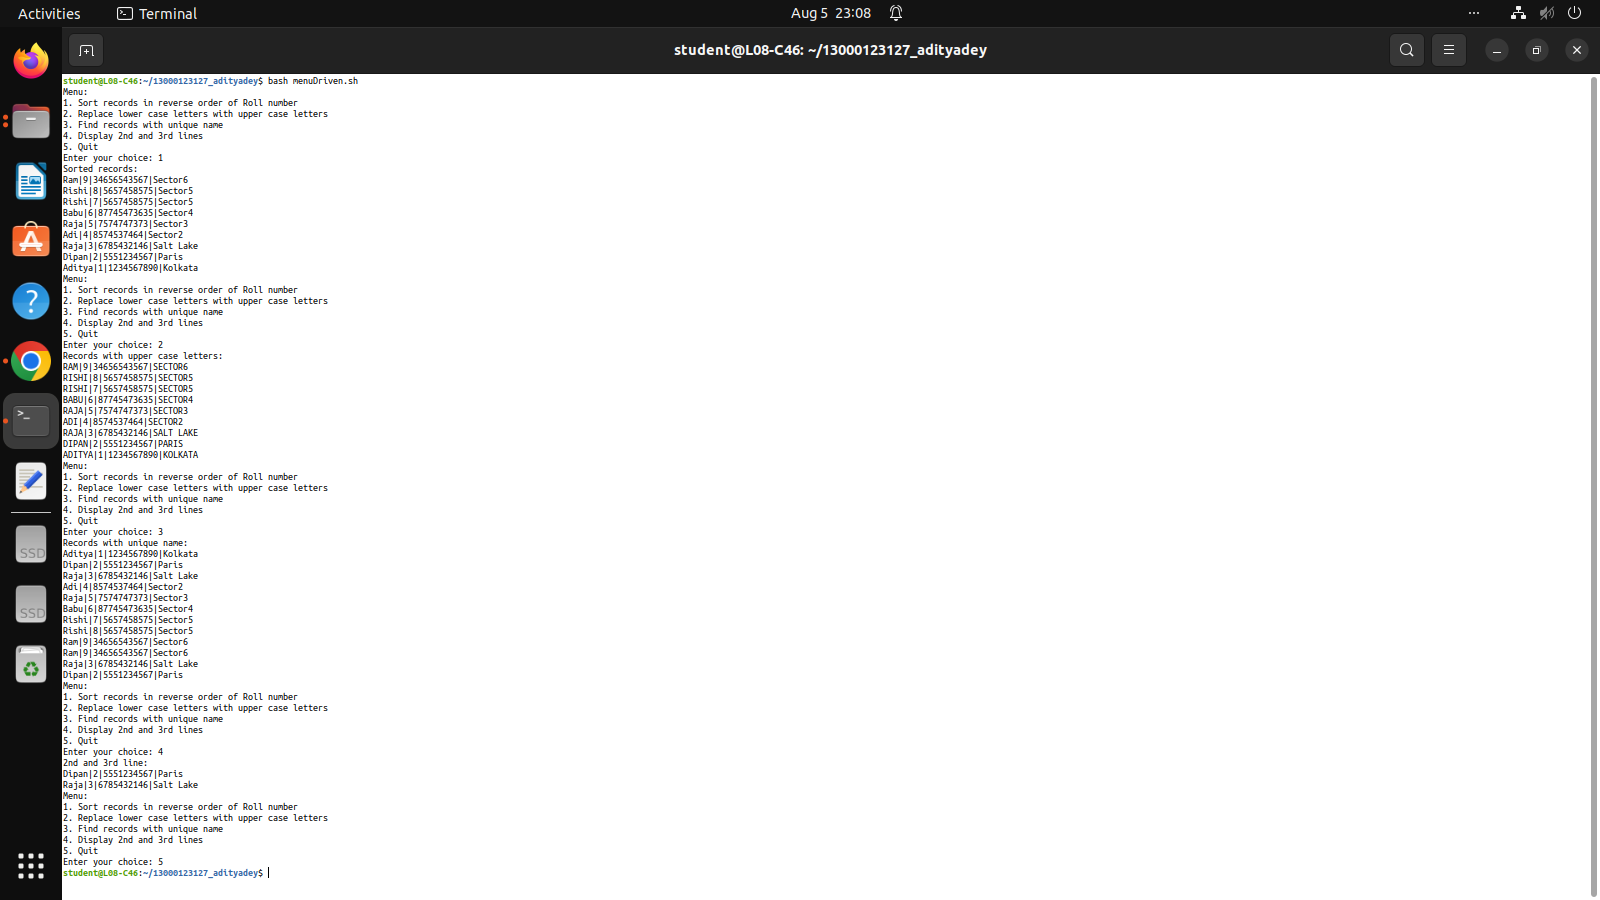 Activities
Terminal
Aug 5 23:08
student@L08-C46: ~/13000123127_adityadey
student@L08-C46:~/13000123127_adityadey$ bash menuDriven.sh
Menu:
1. Sort records in reverse order of Roll number
2. Replace lower case letters with upper case letters
3. Find records with unique name
4. Display 2nd and 3rd lines
5. Quit
Enter your choice: 1
Sorted records:
Ram|9|34656543567|Sector6
Rishi|8|5657458575|Sector5
Rishi|7|5657458575|Sector5
Babu|6|87745473635|Sector4
Raja|5|7574747373|Sector3
Adi|4|8574537464|Sector2
Raja|3|6785432146|Salt Lake
Dipan|2|5551234567|Paris
Aditya|1|1234567890|Kolkata
Menu:
1. Sort records in reverse order of Roll number
2. Replace lower case letters with upper case letters
3. Find records with unique name
4. Display 2nd and 3rd lines
5. Quit
Enter your choice: 2
Records with upper case letters:
RAM|9|34656543567|SECTOR6
RISHI|8|5657458575|SECTOR5
RISHI|7|5657458575|SECTOR5
BABU|6|87745473635|SECTOR4
RAJA|5|7574747373|SECTOR3
ADI|4|8574537464|SECTOR2
RAJA|3|6785432146|SALT LAKE
DIPAN|2|5551234567|PARIS
ADITYA|1|1234567890|KOLKATA
Menu:
1. Sort records in reverse order of Roll number
2. Replace lower case letters with upper case letters
3. Find records with unique name
4. Display 2nd and 3rd lines
5. Quit
Enter your choice: 3
Records with unique name:
Aditya|1|1234567890|Kolkata
Dipan|2|5551234567|Paris
Raja|3|6785432146|Salt Lake
Adi|4|8574537464|Sector2
Raja|5|7574747373|Sector3
Babu|6|87745473635|Sector4
Rishi|7|5657458575|Sector5
Rishi|8|5657458575|Sector5
Ram|9|34656543567|Sector6
Ram|9|34656543567|Sector6
Raja|3|6785432146|Salt Lake
Dipan|2|5551234567|Paris
Menu:
1. Sort records in reverse order of Roll number
2. Replace lower case letters with upper case letters
3. Find records with unique name
4. Display 2nd and 3rd lines
5. Quit
Enter your choice: 4
2nd and 3rd line:
Dipan|2|5551234567|Paris
Raja|3|6785432146|Salt Lake
Menu:
1. Sort records in reverse order of Roll number
2. Replace lower case letters with upper case letters
3. Find records with unique name
4. Display 2nd and 3rd lines
5. Quit
Enter your choice: 5
student@L08-C46:~/13000123127_adityadey$
SSD
SSD